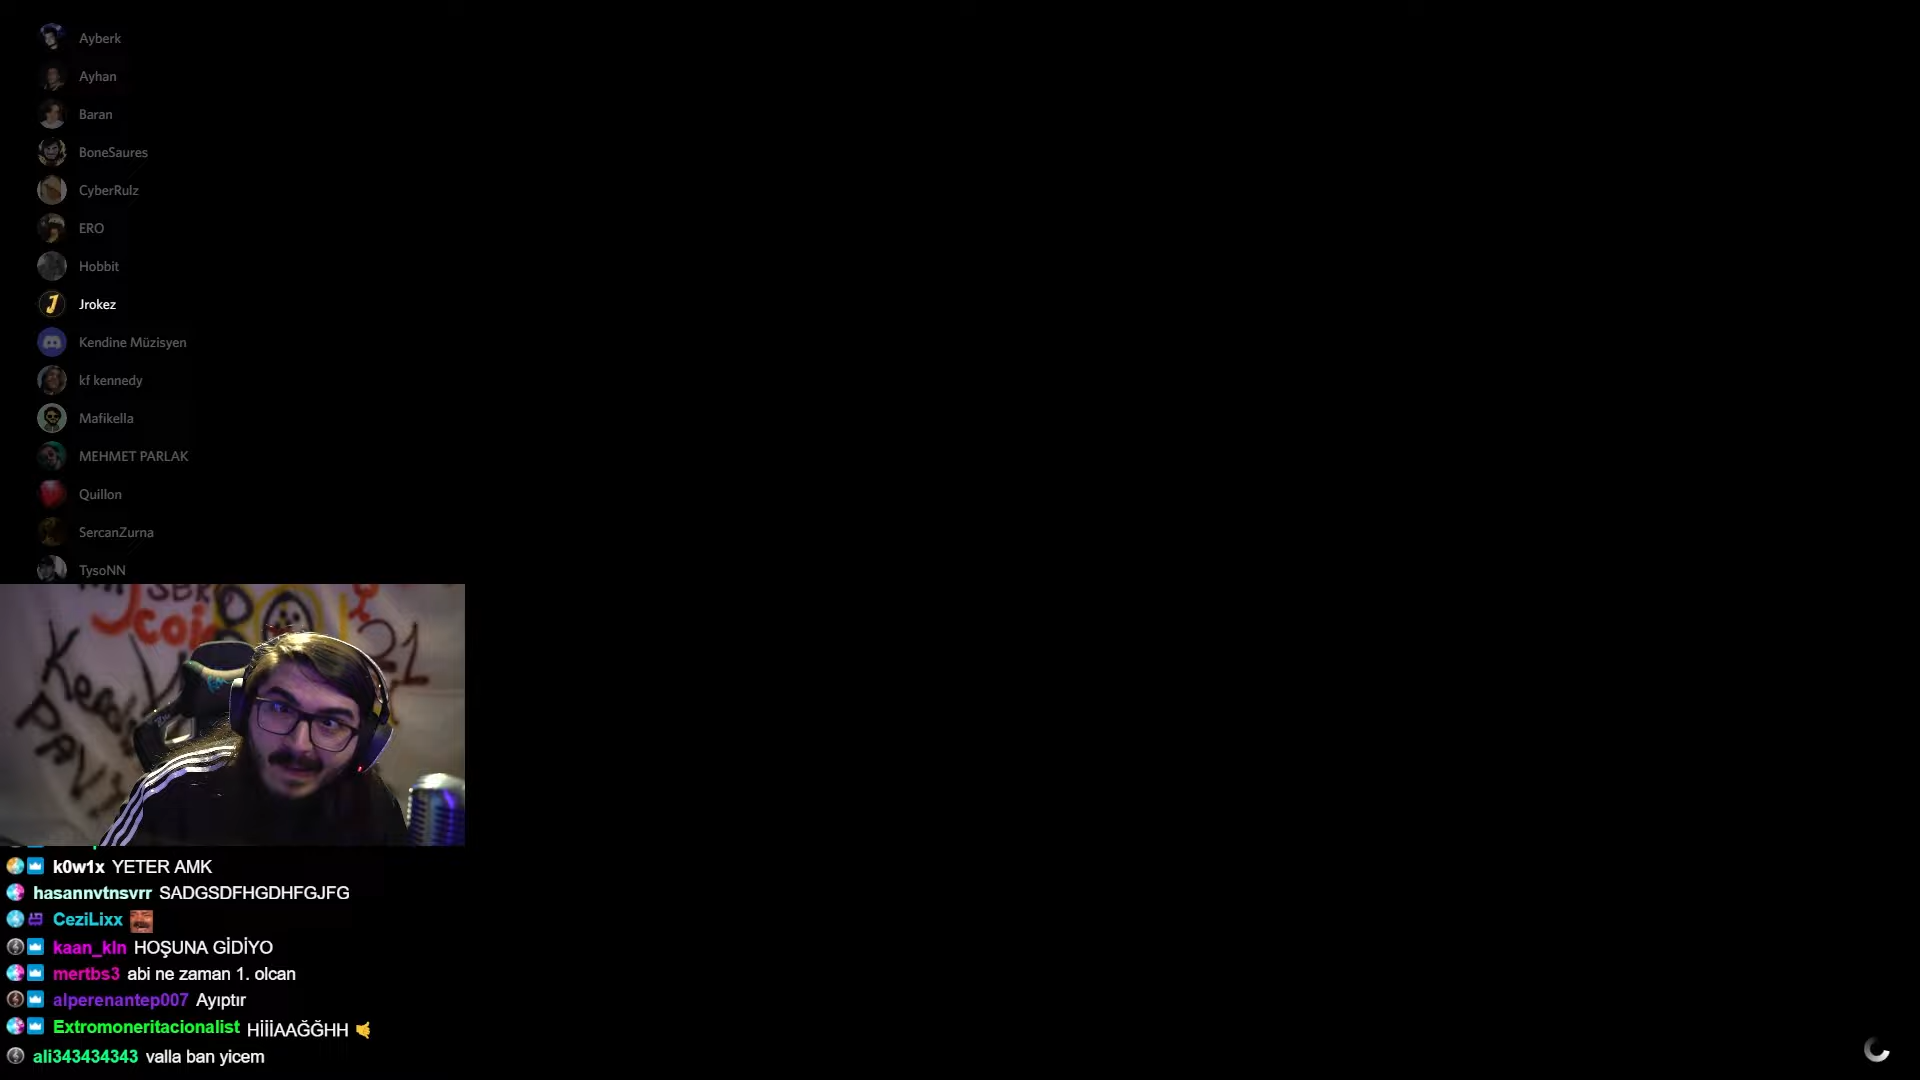 Ayberk
Ayhan
Baran
BoneSaures
CyberRulz
ERO
Hobbit
Jrokez
Kendine Müzisyen
kf kennedy
Mafikella
MEHMET PARLAK
Quillon
SercanZurna
TysoNN
coin
k0w1x YETER AMK
hasannvtnsvrr SADGSDFHGDHFGJFG
CeziLixx
kaan_kln HOŞUNA GİDİYO
mertbs3 abi ne zaman 1. olcan
alperenantep007 Ayıptır
Extromoneritacionalist HİİİAAĞĞHH 🤙
ali343434343 valla ban yicem